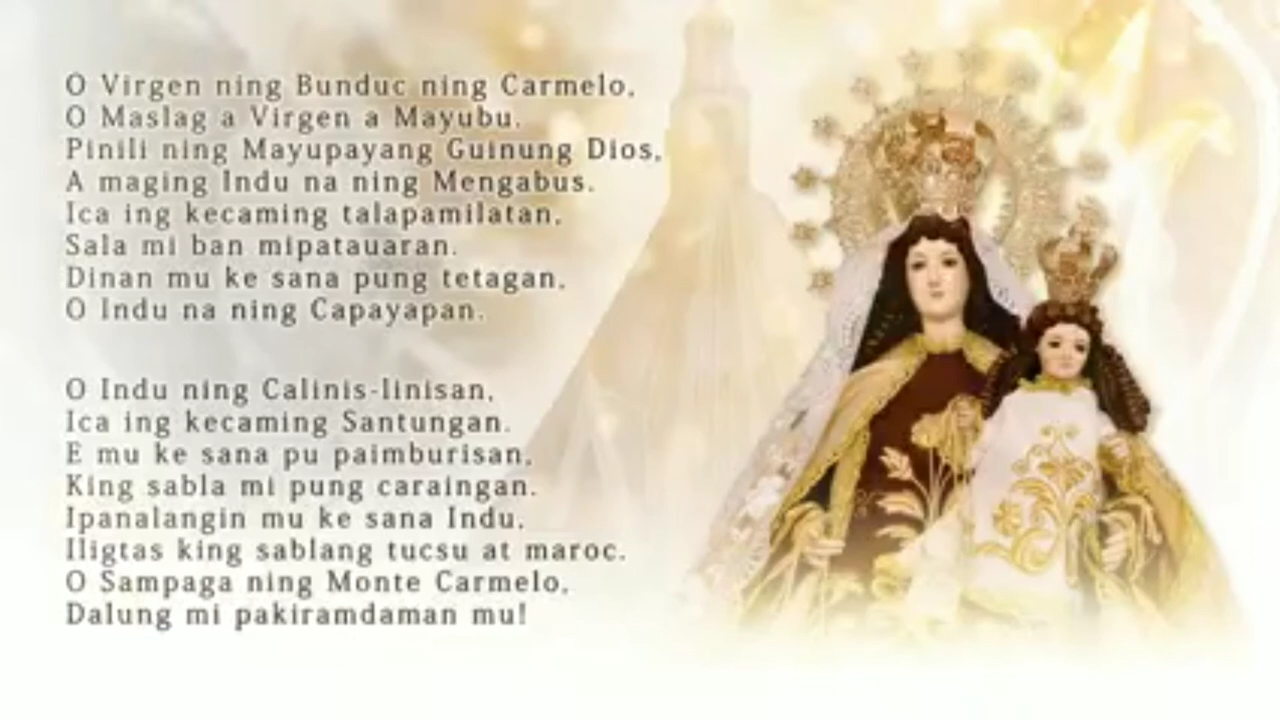 O Virgen ning Bunduc ning Carmelo,
O Maslag a Virgen a Mayubu.
Pinili ning Mayupayang Guinung Dios,
A maging Indu na ning Mengabus.
Ica ing kecaming talapamilatan,
Sala mi ban mipatauaran.
Dinan mu ke sana pung tetagan,
O Indu na ning Capayapan.
O Indu ning Calinis-linisan,
Ica ing kecaming Santungan.
E mu ke sana pu paimburisan,
King sabla mi pung caraingan.
Ipanalangin mu ke sana Indu,
Iligtas king sablang tucsu at maroc.
O Sampaga ning Monte Carmelo,
Dalung mi pakiramdaman mu!